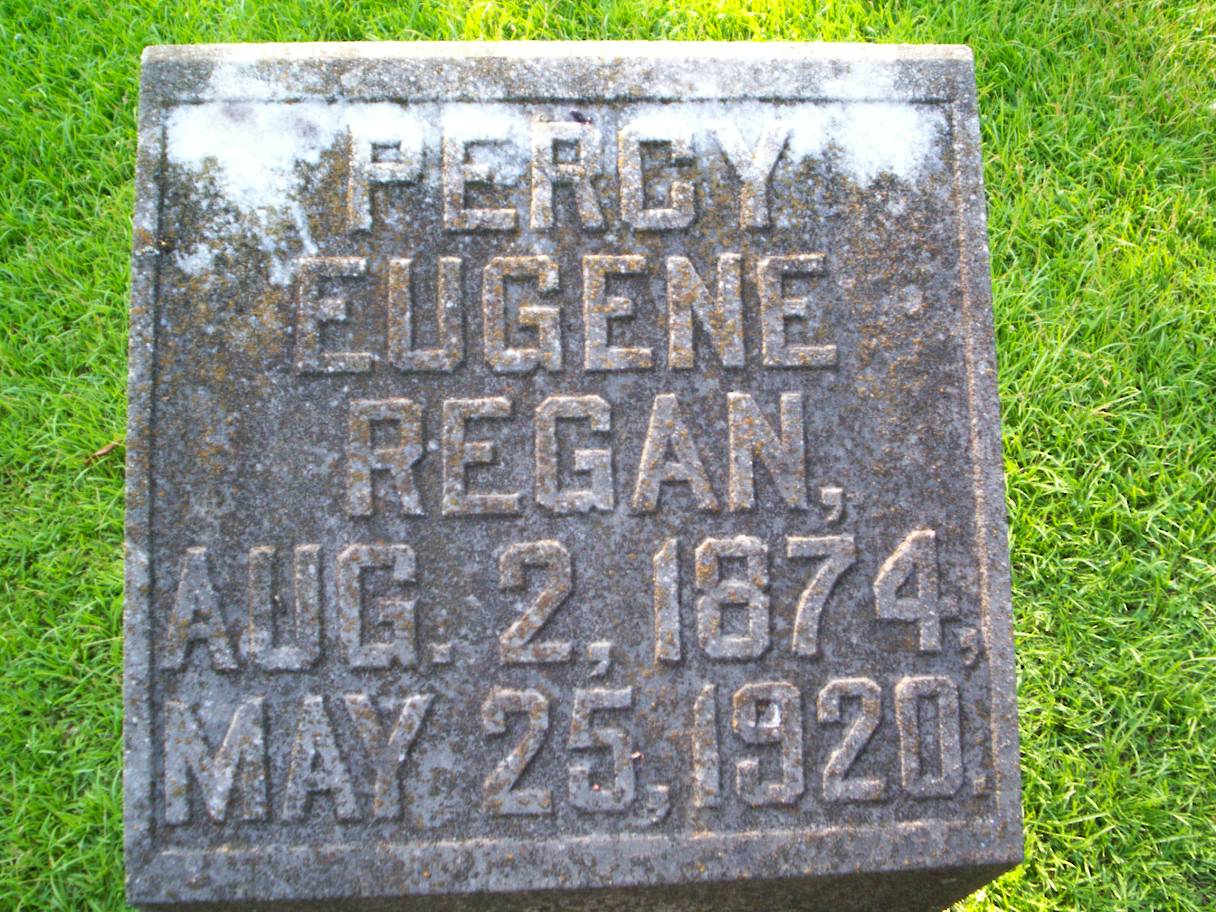 PERCY
EUGENE
REGAN,
AUG. 2, 1874,
MAY 25, 1920.